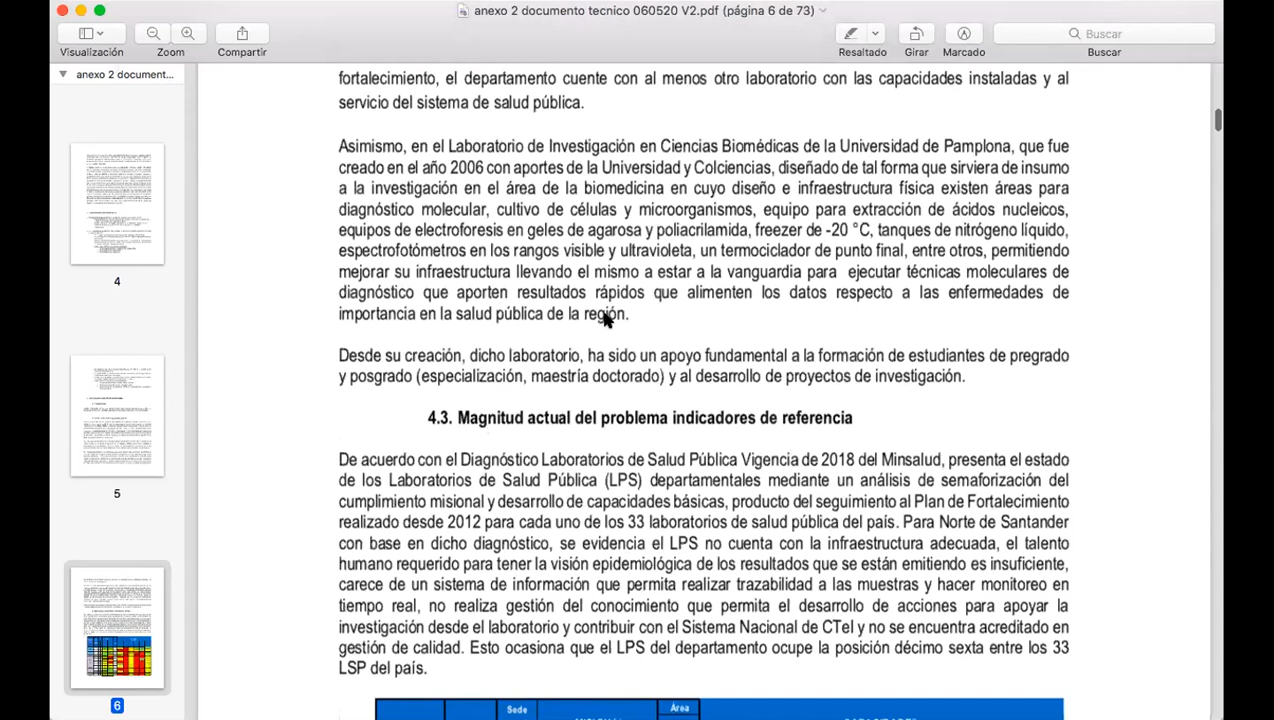 anexo 2 documento tecnico 060520 V2.pdf (página 6 de 73)
Visualización
Zoom
Compartir
Resaltado
Girar
Marcado
Buscar
Buscar
anexo 2 document...
4
5
6
fortalecimiento, el departamento cuente con al menos otro laboratorio con las capacidades instaladas y al
servicio del sistema de salud pública.
Asimismo, en el Laboratorio de Investigación en Ciencias Biomédicas de la Universidad de Pamplona, que fue
creado en el año 2006 con aportes de la Universidad y Colciencias, diseñado de tal forma que sirviera de insumo
a la investigación en el área de la biomedicina en cuyo diseño e infraestructura física existen áreas para
diagnóstico molecular, cultivo de células y microorganismos, equipo para extracción de ácidos nucleicos,
equipos de electroforesis en geles de agarosa y poliacrilamida, freezer de -20 °C, tanques de nitrógeno líquido,
espectrofotómetros en los rangos visible y ultravioleta, un termociclador de punto final, entre otros, permitiendo
mejorar su infraestructura llevando el mismo a estar a la vanguardia para ejecutar técnicas moleculares de
diagnóstico que aporten resultados rápidos que alimenten los datos respecto a las enfermedades de
importancia en la salud pública de la región.
Desde su creación, dicho laboratorio, ha sido un apoyo fundamental a la formación de estudiantes de pregrado
y posgrado (especialización, maestría doctorado) y al desarrollo de proyectos de investigación.
4.3. Magnitud actual del problema indicadores de referencia
De acuerdo con el Diagnóstico Laboratorios de Salud Pública Vigencia de 2018 del Minsalud, presenta el estado
de los Laboratorios de Salud Pública (LPS) departamentales mediante un análisis de semaforización del
cumplimiento misional y desarrollo de capacidades básicas, producto del seguimiento al Plan de Fortalecimiento
realizado desde 2012 para cada uno de los 33 laboratorios de salud pública del país. Para Norte de Santander
con base en dicho diagnóstico, se evidencia el LPS no cuenta con la infraestructura adecuada, el talento
humano requerido para tener la visión epidemiológica de los resultados que se están emitiendo es insuficiente,
carece de un sistema de información que permita realizar trazabilidad a las muestras y hacer monitoreo en
tiempo real, no realiza gestión del conocimiento que permita el desarrollo de acciones para apoyar la
investigación desde el laboratorio y contribuir con el Sistema Nacional de CTeI y no se encuentra acreditado en
gestión de calidad. Esto ocasiona que el LPS del departamento ocupe la posición décimo sexta entre los 33
LSP del país.
Sede
Área